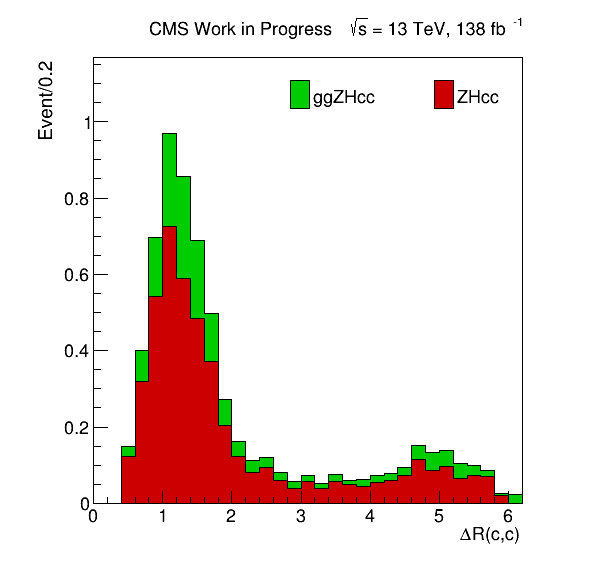 CMS Work in Progress √s = 13 TeV, 138 fb⁻¹
Event/0.2
ggZHcc ZHcc
1
0.8
0.6
0.4
0.2
0
0 1 2 3 4 5 6
ΔR(c,c)